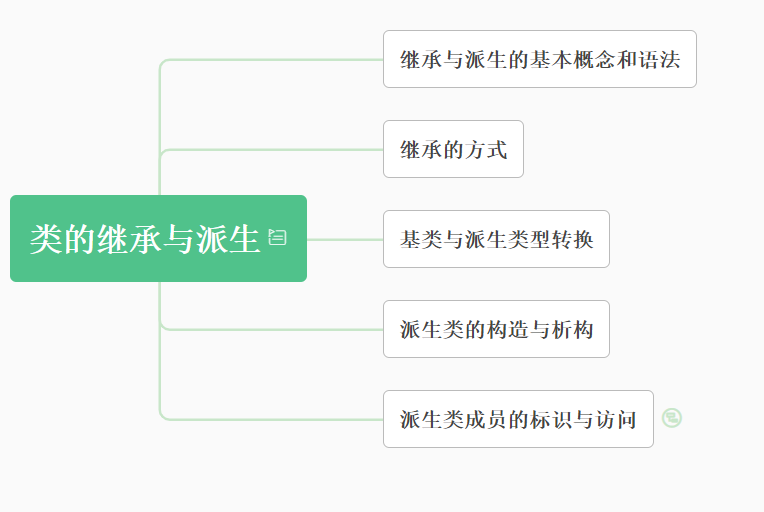 继承与派生的基本概念和语法
继承的方式
类的继承与派生
基类与派生类型转换
派生类的构造与析构
派生类成员的标识与访问